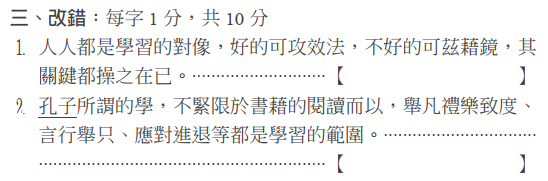 三、改錯：每字 1 分，共 10 分
1. 人人都是學習的對像，好的可攻效法，不好的可茲藉鏡，其
關鍵都操之在已。…………………………【 】
2. 孔子所謂的學，不緊限於書藉的閱讀而以，舉凡禮樂致度、
言行舉只、應對進退等都是學習的範圍。…………………………
……………………………………………………【 】